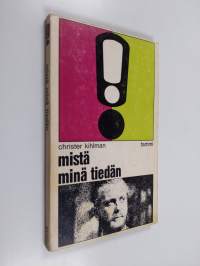 christer kihlman tammi
mistä
minä tiedän